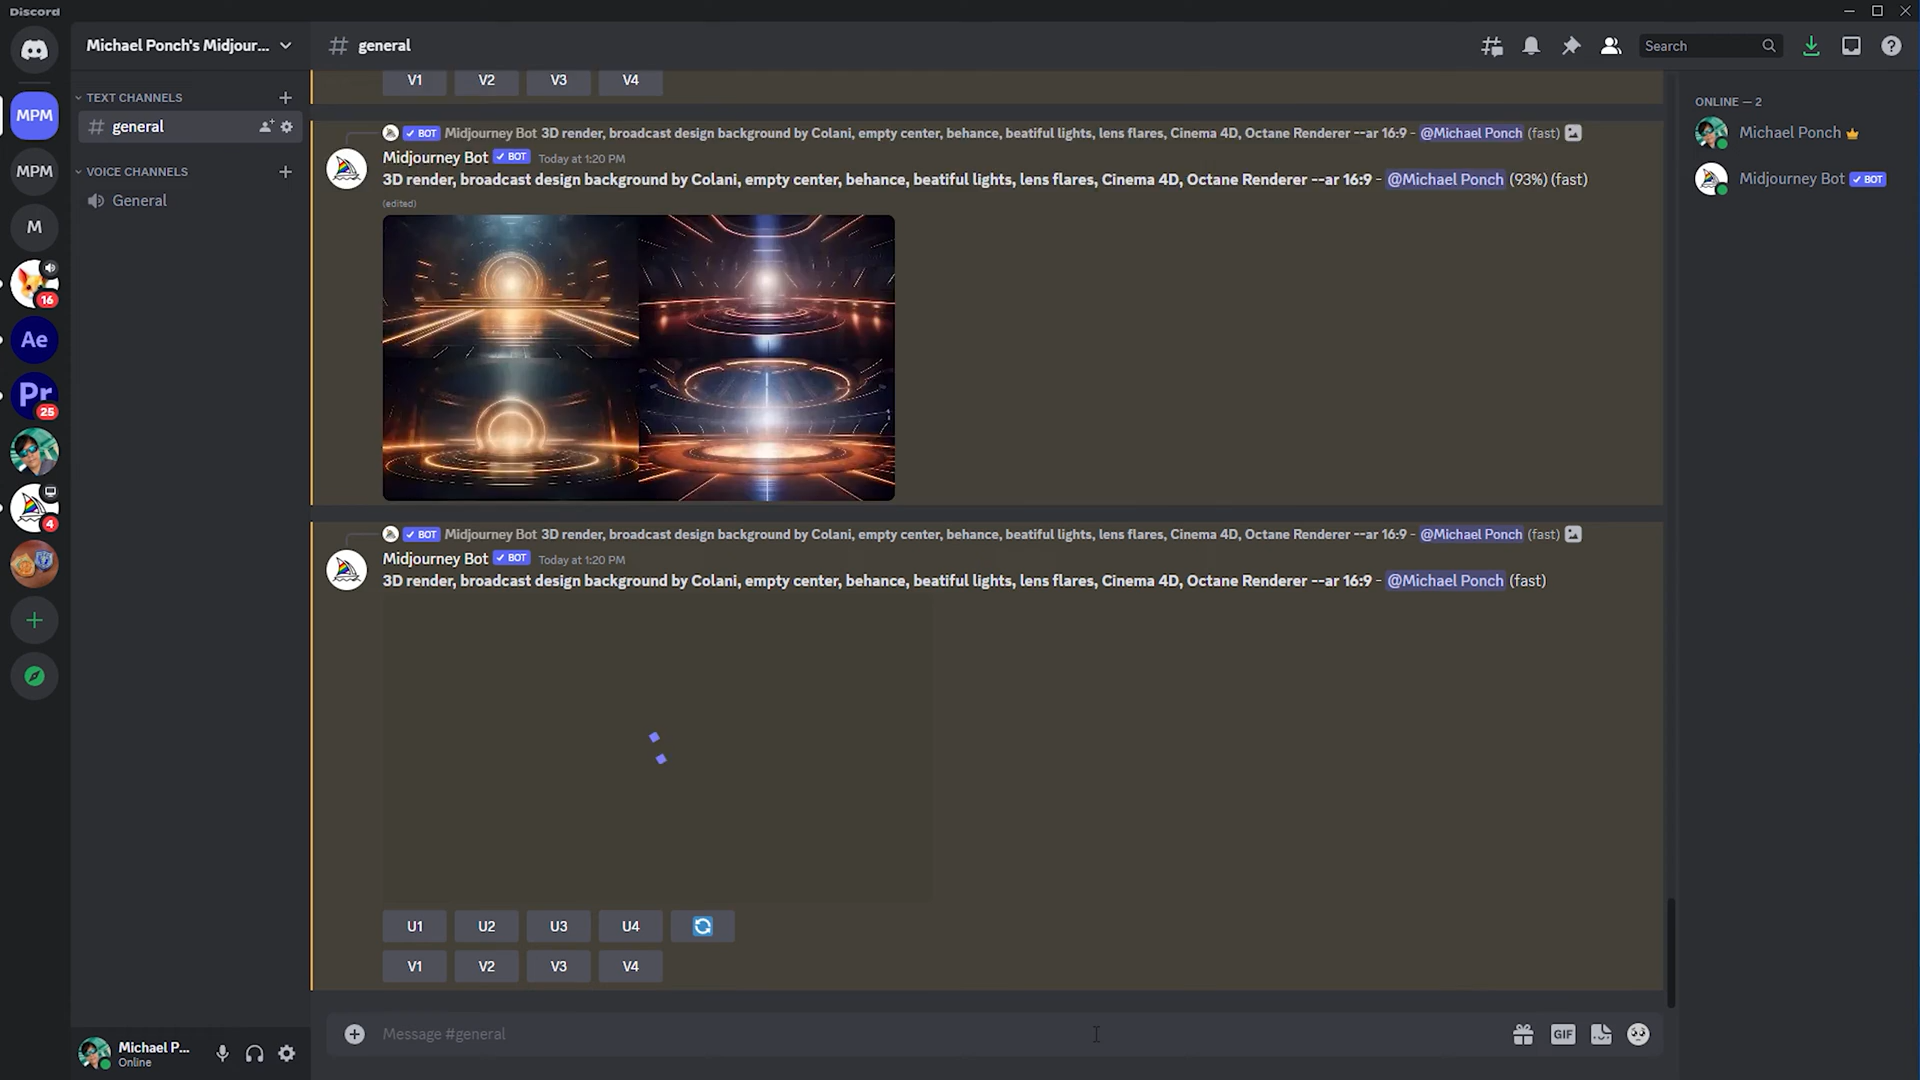 Discord
Michael Ponch's Midjour...
general
Search
MPM
MPM
M
16
Ae
Pr
25
4
TEXT CHANNELS
general
VOICE CHANNELS
General
V1 V2 V3 V4
BOT Midjourney Bot 3D render, broadcast design background by Colani, empty center, behance, beatiful lights, lens flares, Cinema 4D, Octane Renderer --ar 16:9 - @Michael Ponch (fast)
Midjourney Bot BOT Today at 1:20 PM
3D render, broadcast design background by Colani, empty center, behance, beatiful lights, lens flares, Cinema 4D, Octane Renderer --ar 16:9 - @Michael Ponch (93%) (fast)
(edited)
BOT Midjourney Bot 3D render, broadcast design background by Colani, empty center, behance, beatiful lights, lens flares, Cinema 4D, Octane Renderer --ar 16:9 - @Michael Ponch (fast)
Midjourney Bot BOT Today at 1:20 PM
3D render, broadcast design background by Colani, empty center, behance, beatiful lights, lens flares, Cinema 4D, Octane Renderer --ar 16:9 - @Michael Ponch (fast)
U1 U2 U3 U4
V1 V2 V3 V4
Message #general
GIF
ONLINE — 2
Michael Ponch
Midjourney Bot BOT
Michael P...
Online